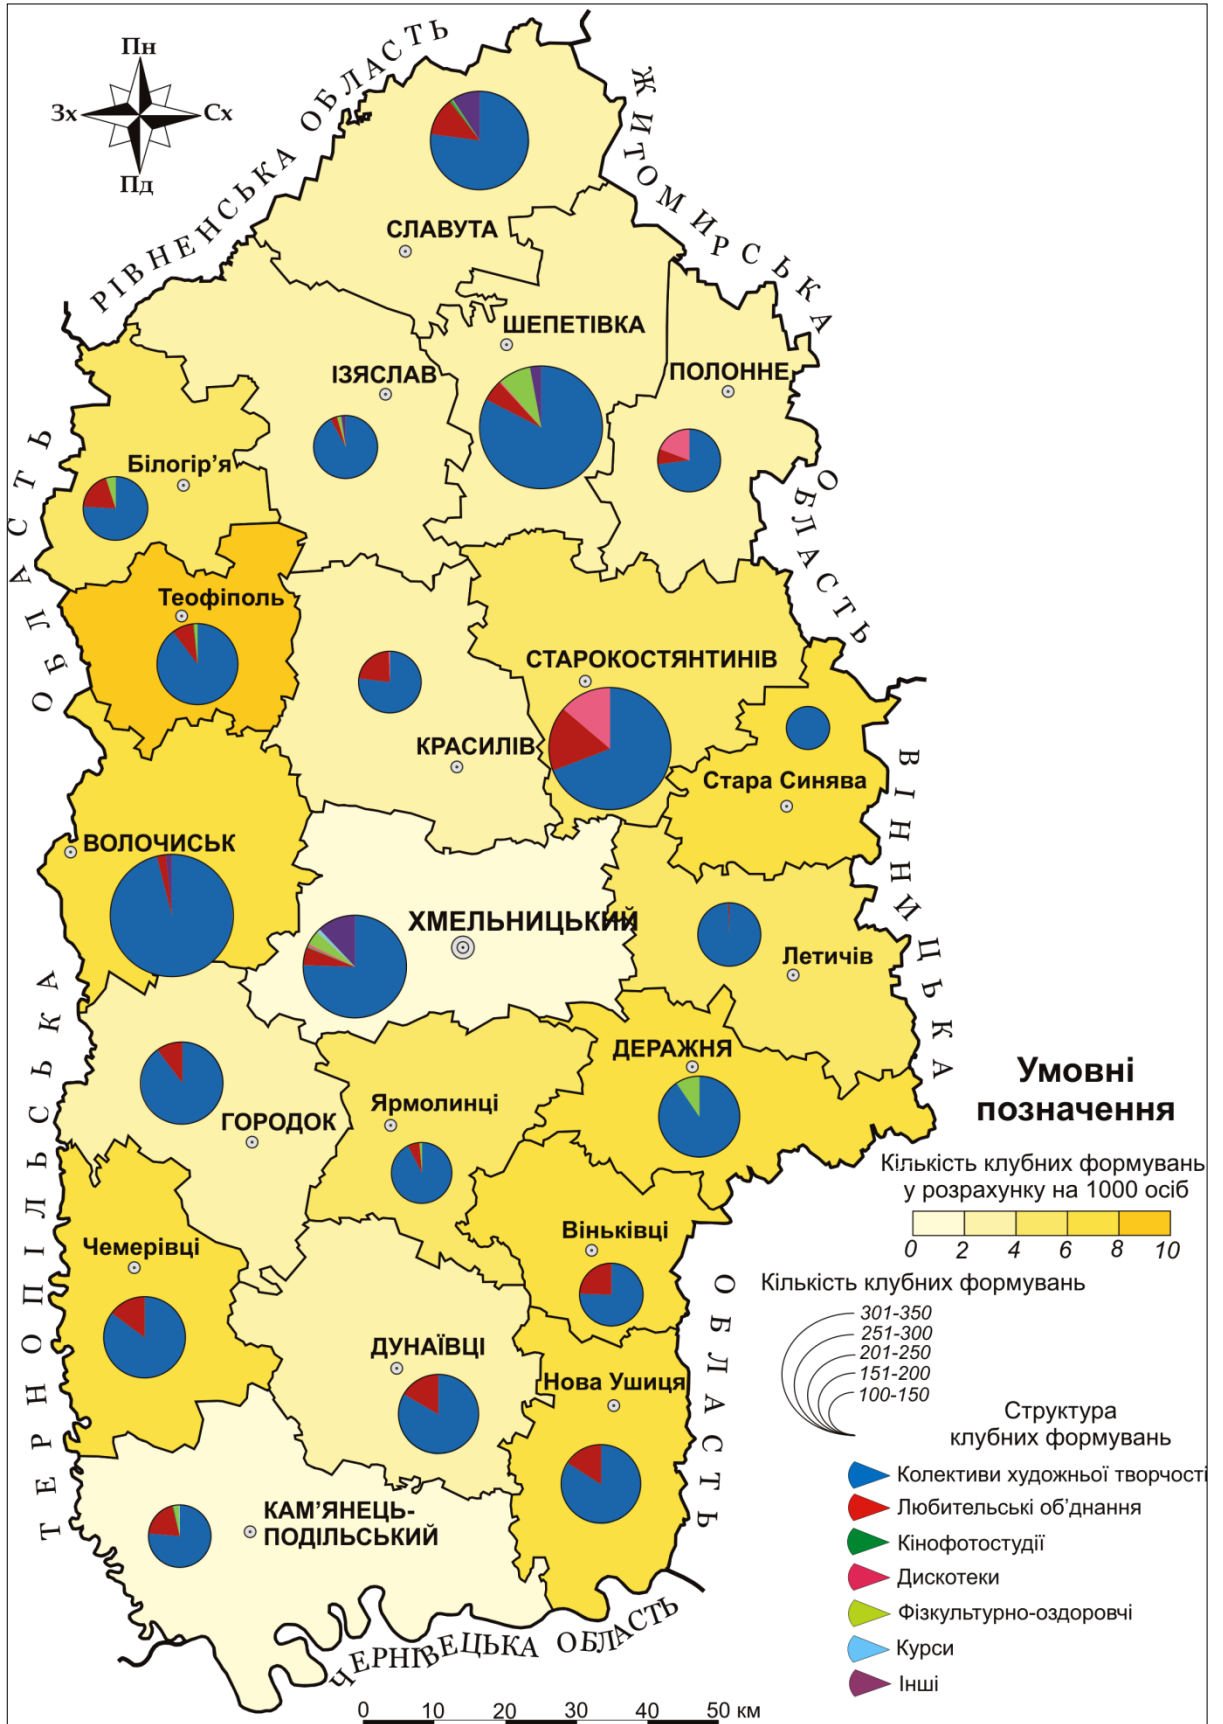 Пн
Зх
Сх
Пд
РІВНЕНСЬКА ОБЛАСТЬ
ЖИТОМИРСЬКА ОБЛАСТЬ
СЛАВУТА
ШЕПЕТІВКА
ІЗЯСЛАВ
ПОЛОННЕ
Білогір’я
Теофіполь
СТАРОКОСТЯНТИНІВ
КРАСИЛІВ
Стара Синява
ВОЛОЧИСЬК
ХМЕЛЬНИЦЬКИЙ
Летичів
ДЕРАЖНЯ
Ярмолинці
ГОРОДОК
Віньківці
Чемерівці
ДУНАЇВЦІ
Нова Ушиця
КАМ’ЯНЕЦЬ-
ПОДІЛЬСЬКИЙ
ТЕРНОПІЛЬСЬКА ОБЛАСТЬ
ВІННИЦЬКА ОБЛАСТЬ
ЧЕРНІВЕЦЬКА ОБЛАСТЬ
Умовні
позначення
Кількість клубних формувань
у розрахунку на 1000 осіб
0 2 4 6 8 10
Кількість клубних формувань
301-350
251-300
201-250
151-200
100-150
Структура
клубних формувань
Колективи художньої творчості
Любительські об’днання
Кінофотостудії
Дискотеки
Фізкультурно-оздоровчі
Курси
Інші
0 10 20 30 40 50 км